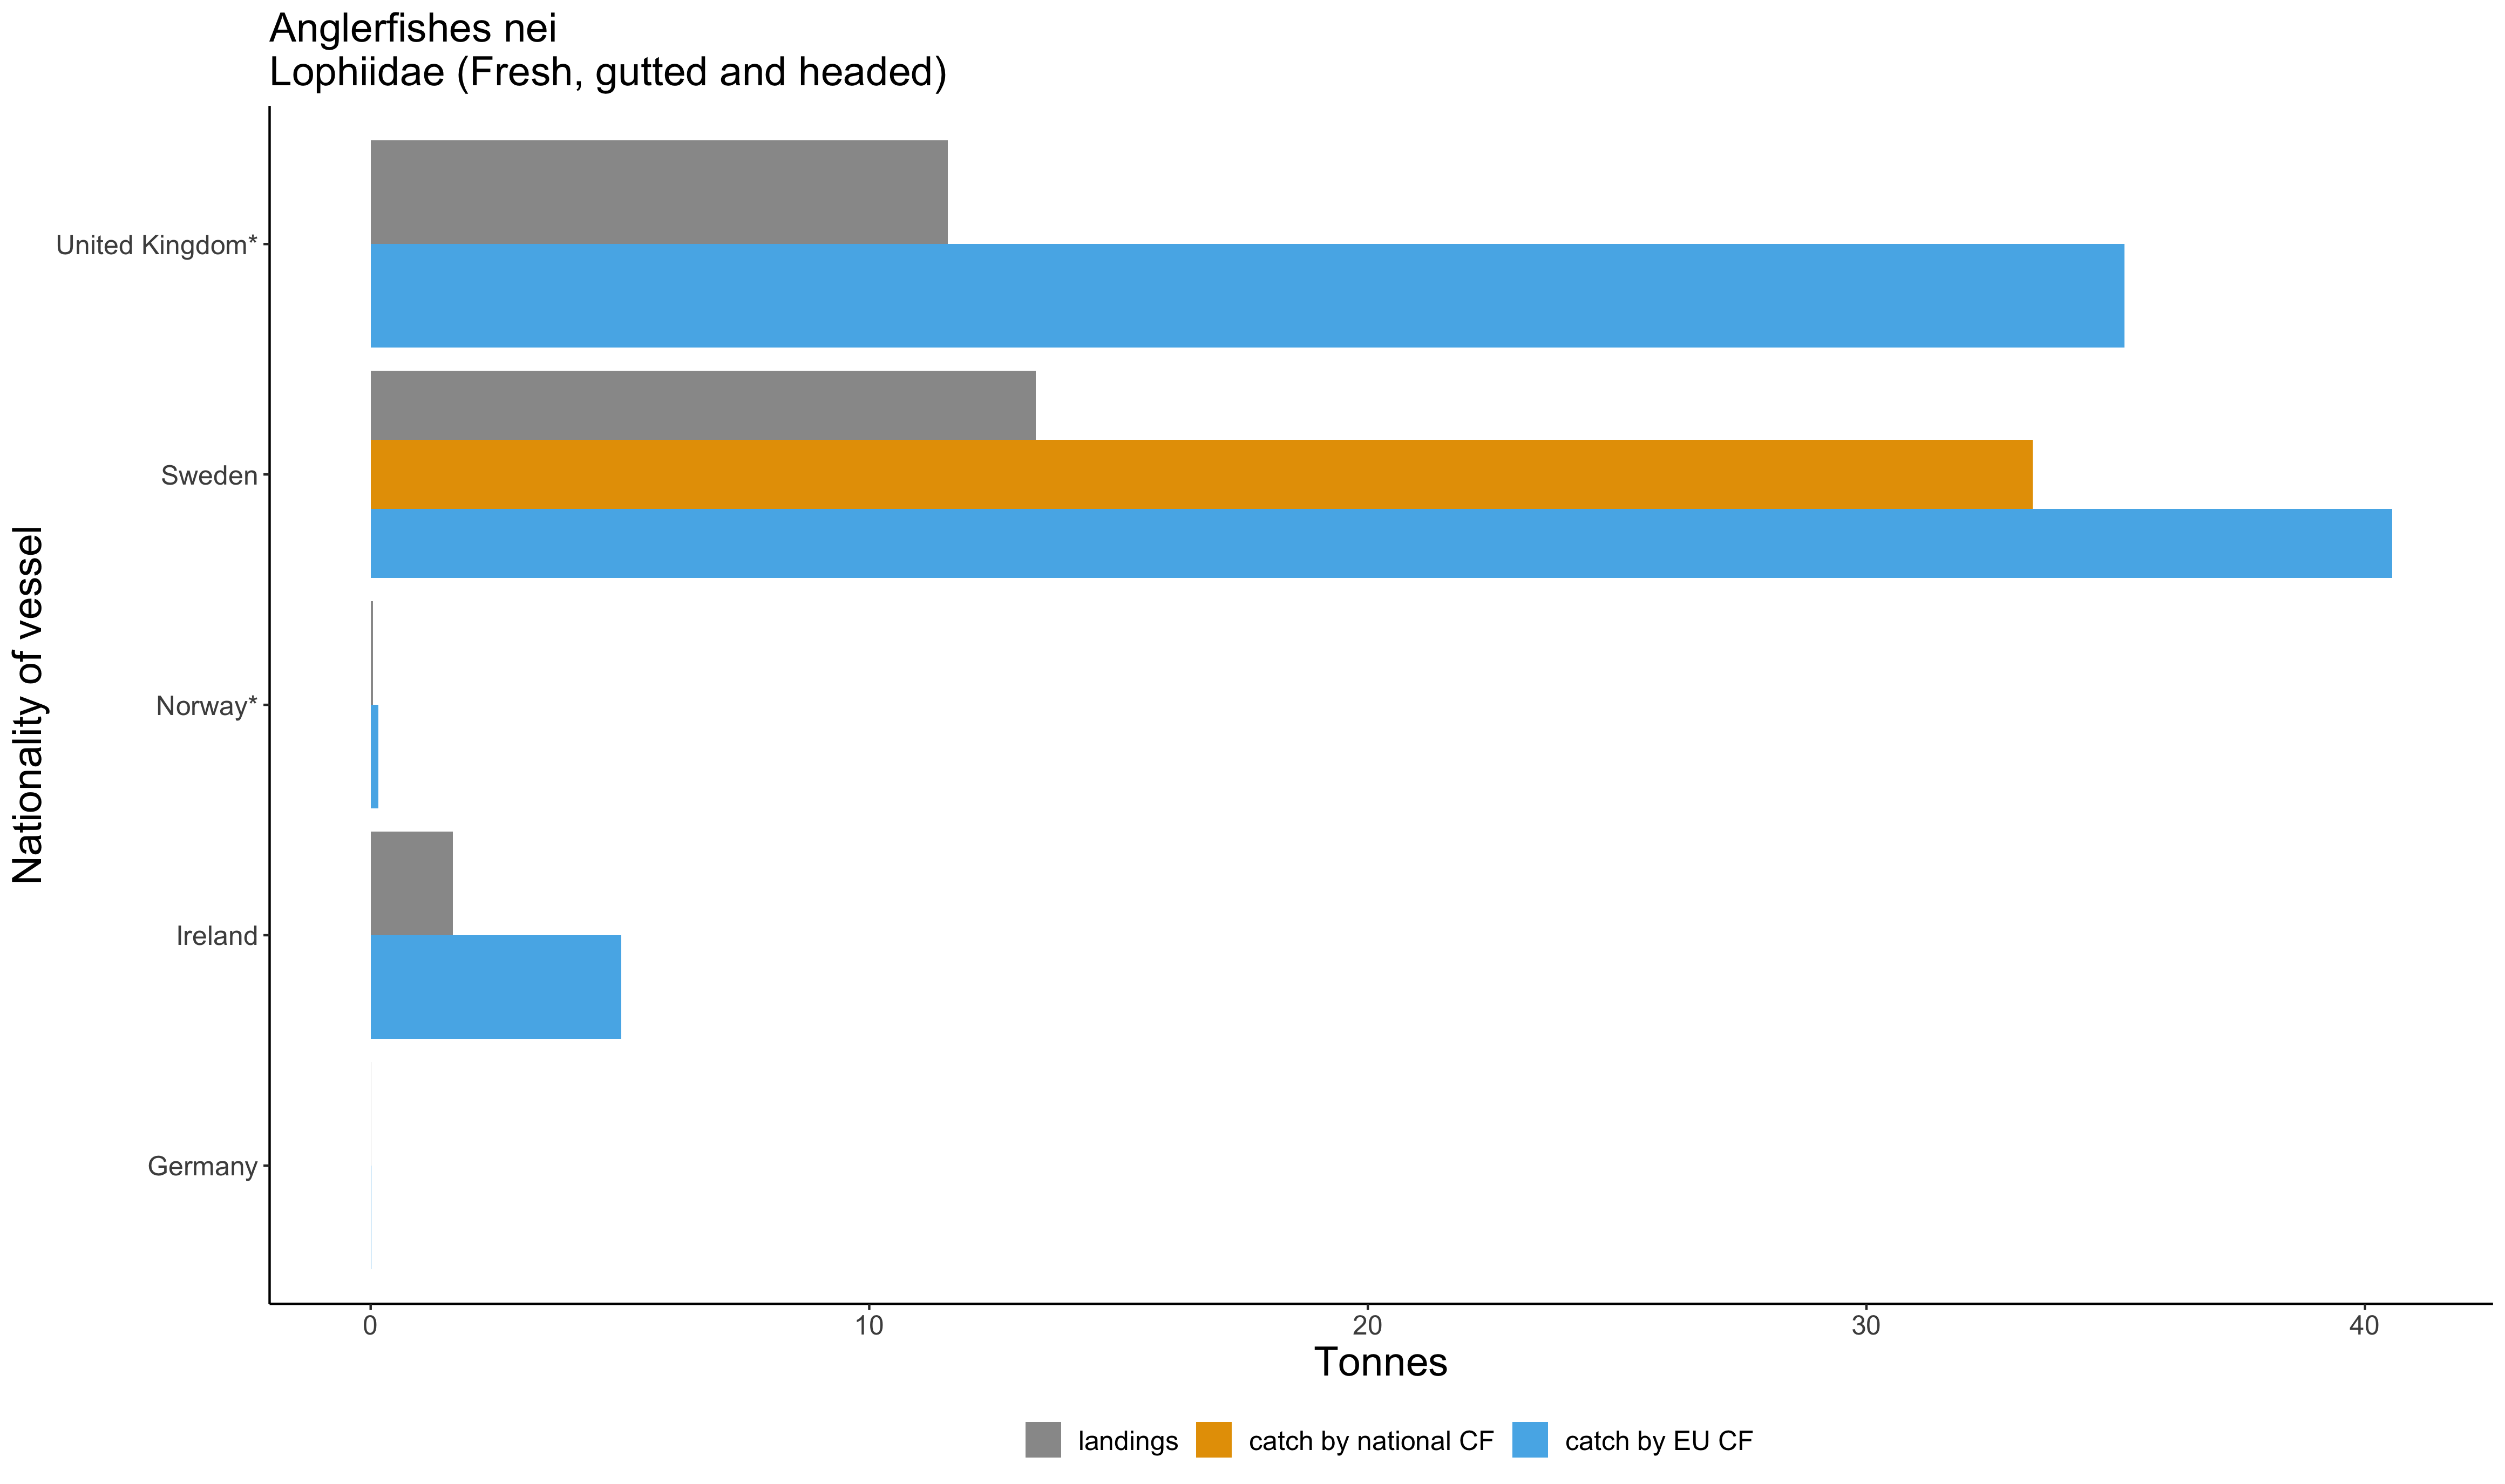 Anglerfishes nei
Lophiidae (Fresh, gutted and headed)
Nationality of vessel
United Kingdom*
Sweden
Norway*
Ireland
Germany
0 10 20 30 40
Tonnes
landings catch by national CF catch by EU CF